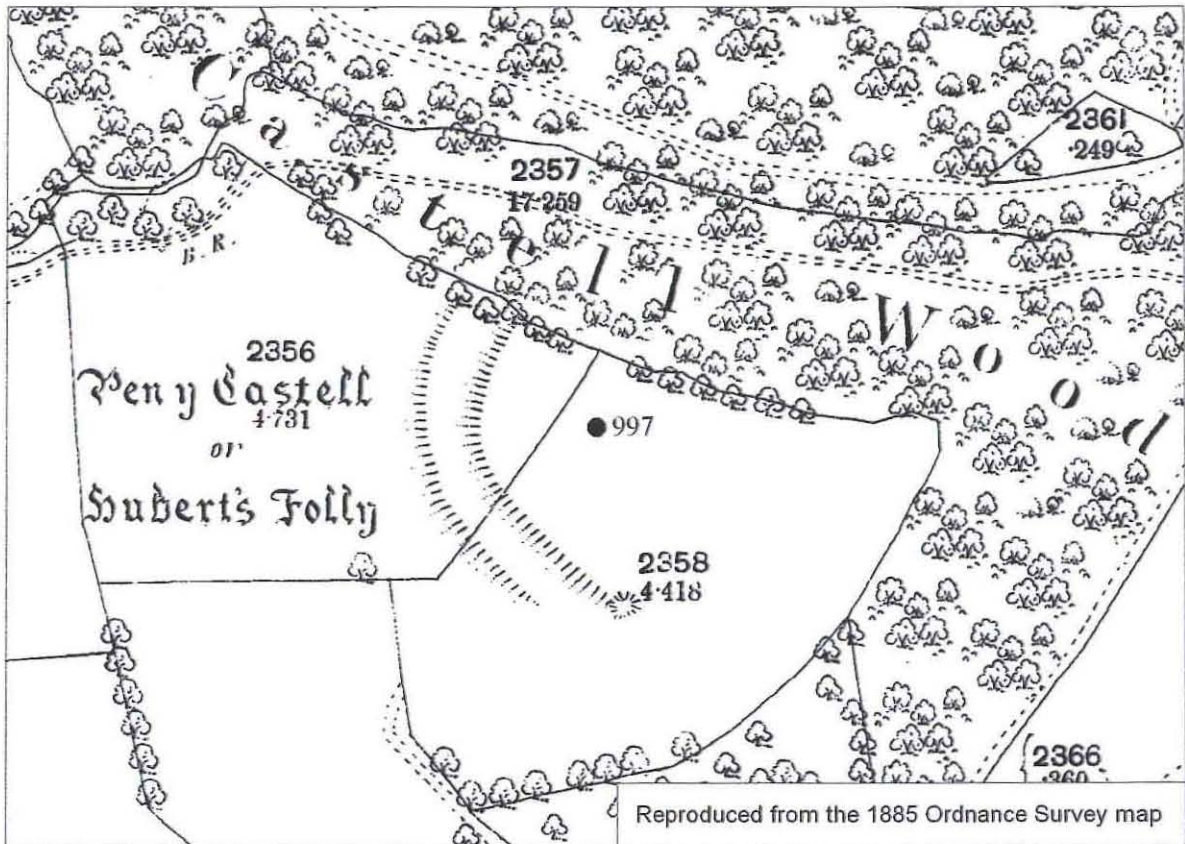 2361
·249
2357
17·259
Castell Wood
B.R.
2356
Pen y Castell
4·731
or
Hubert's Folly
997
2358
4·418
2366
·360
Reproduced from the 1885 Ordnance Survey map